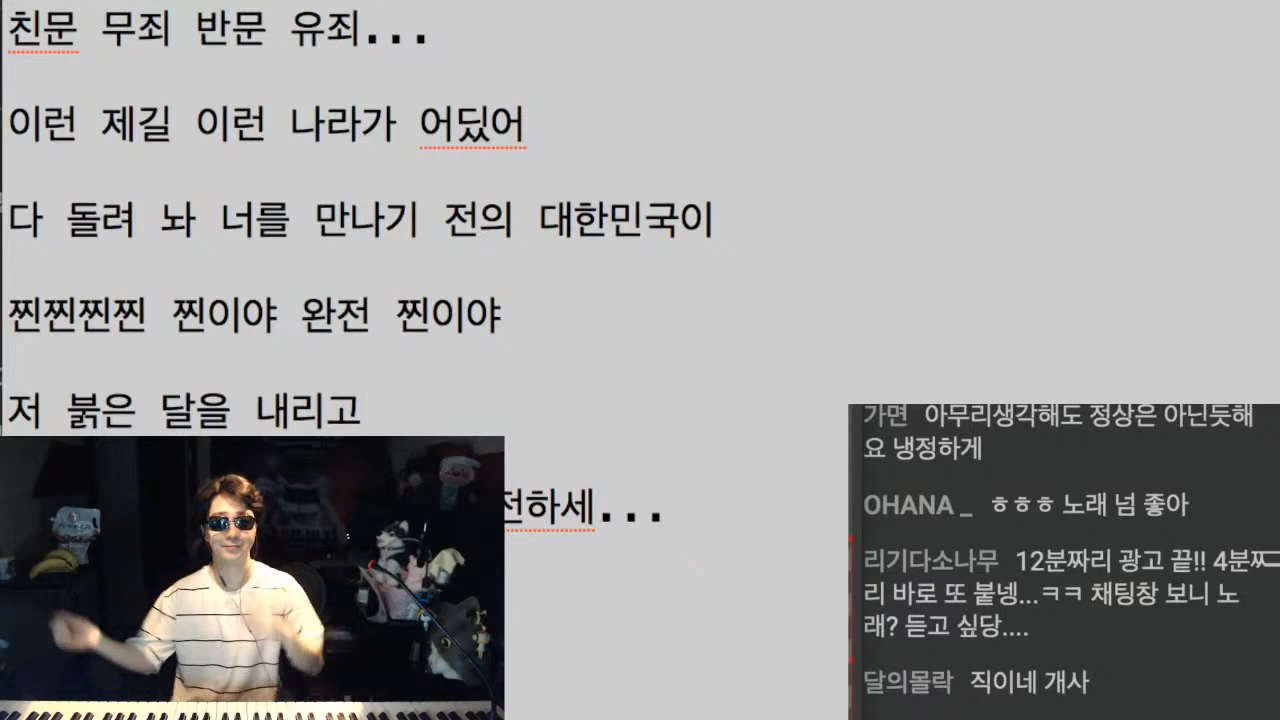 친문 무죄 반문 유죄...
이런 제길 이런 나라가 어딨어
다 돌려 놔 너를 만나기 전의 대한민국이
찐찐찐찐 찐이야 완전 찐이야
저 붉은 달을 내리고
전하세...
가면 아무리생각해도 정상은 아닌듯해
요 냉정하게
OHANA _ ㅎㅎㅎ 노래 넘 좋아
리기다소나무 12분짜리 광고 끝!! 4분짜
리 바로 또 붙넹...ㅋㅋ 채팅창 보니 노
래? 듣고 싶당....
달의몰락 직이네 개사